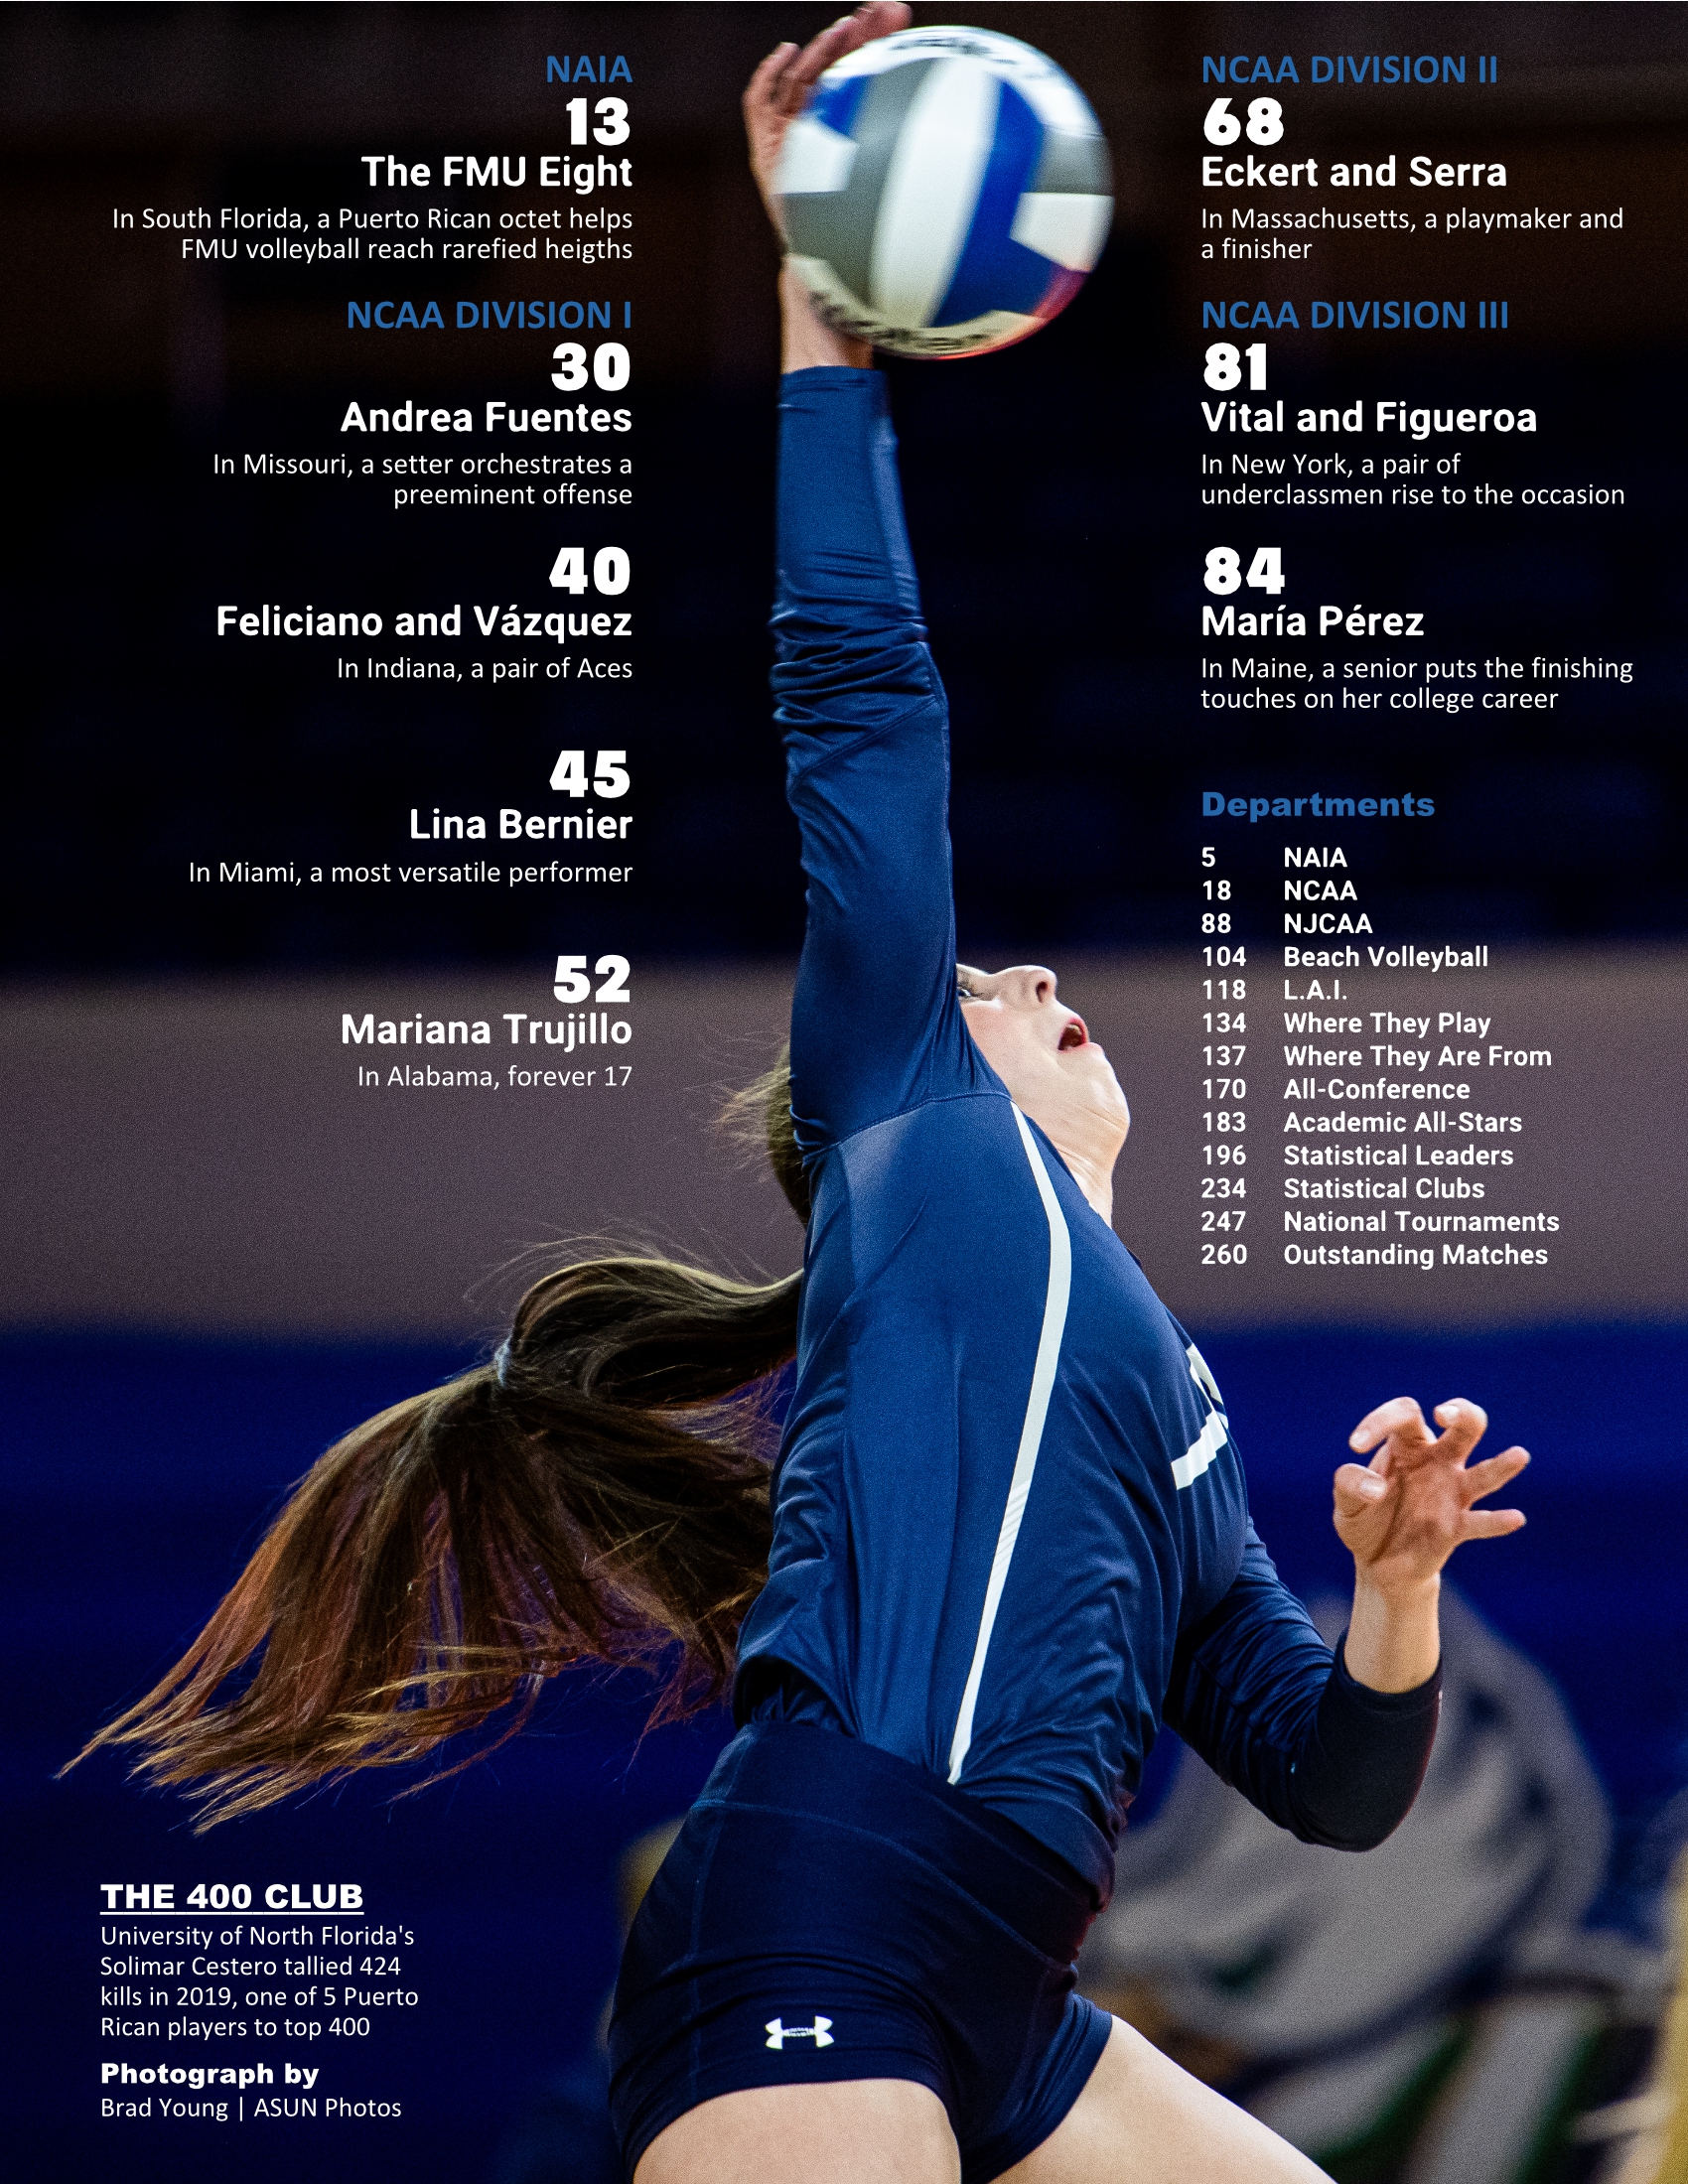 NAIA
13
The FMU Eight
In South Florida, a Puerto Rican octet helps
FMU volleyball reach rarefied heigths
NCAA DIVISION I
30
Andrea Fuentes
In Missouri, a setter orchestrates a
preeminent offense
40
Feliciano and Vázquez
In Indiana, a pair of Aces
45
Lina Bernier
In Miami, a most versatile performer
52
Mariana Trujillo
In Alabama, forever 17
NCAA DIVISION II
68
Eckert and Serra
In Massachusetts, a playmaker and
a finisher
NCAA DIVISION III
81
Vital and Figueroa
In New York, a pair of
underclassmen rise to the occasion
84
María Pérez
In Maine, a senior puts the finishing
touches on her college career
Departments
5 NAIA
18 NCAA
88 NJCAA
104 Beach Volleyball
118 L.A.I.
134 Where They Play
137 Where They Are From
170 All-Conference
183 Academic All-Stars
196 Statistical Leaders
234 Statistical Clubs
247 National Tournaments
260 Outstanding Matches
THE 400 CLUB
University of North Florida's
Solimar Cestero tallied 424
kills in 2019, one of 5 Puerto
Rican players to top 400
Photograph by
Brad Young | ASUN Photos